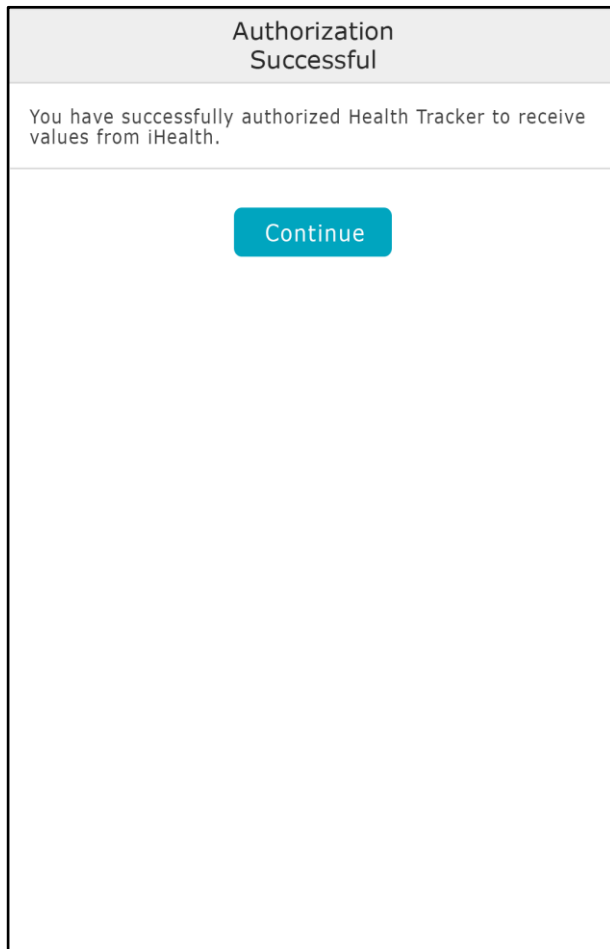 Authorization
Successful
You have successfully authorized Health Tracker to receive
values from iHealth.
Continue